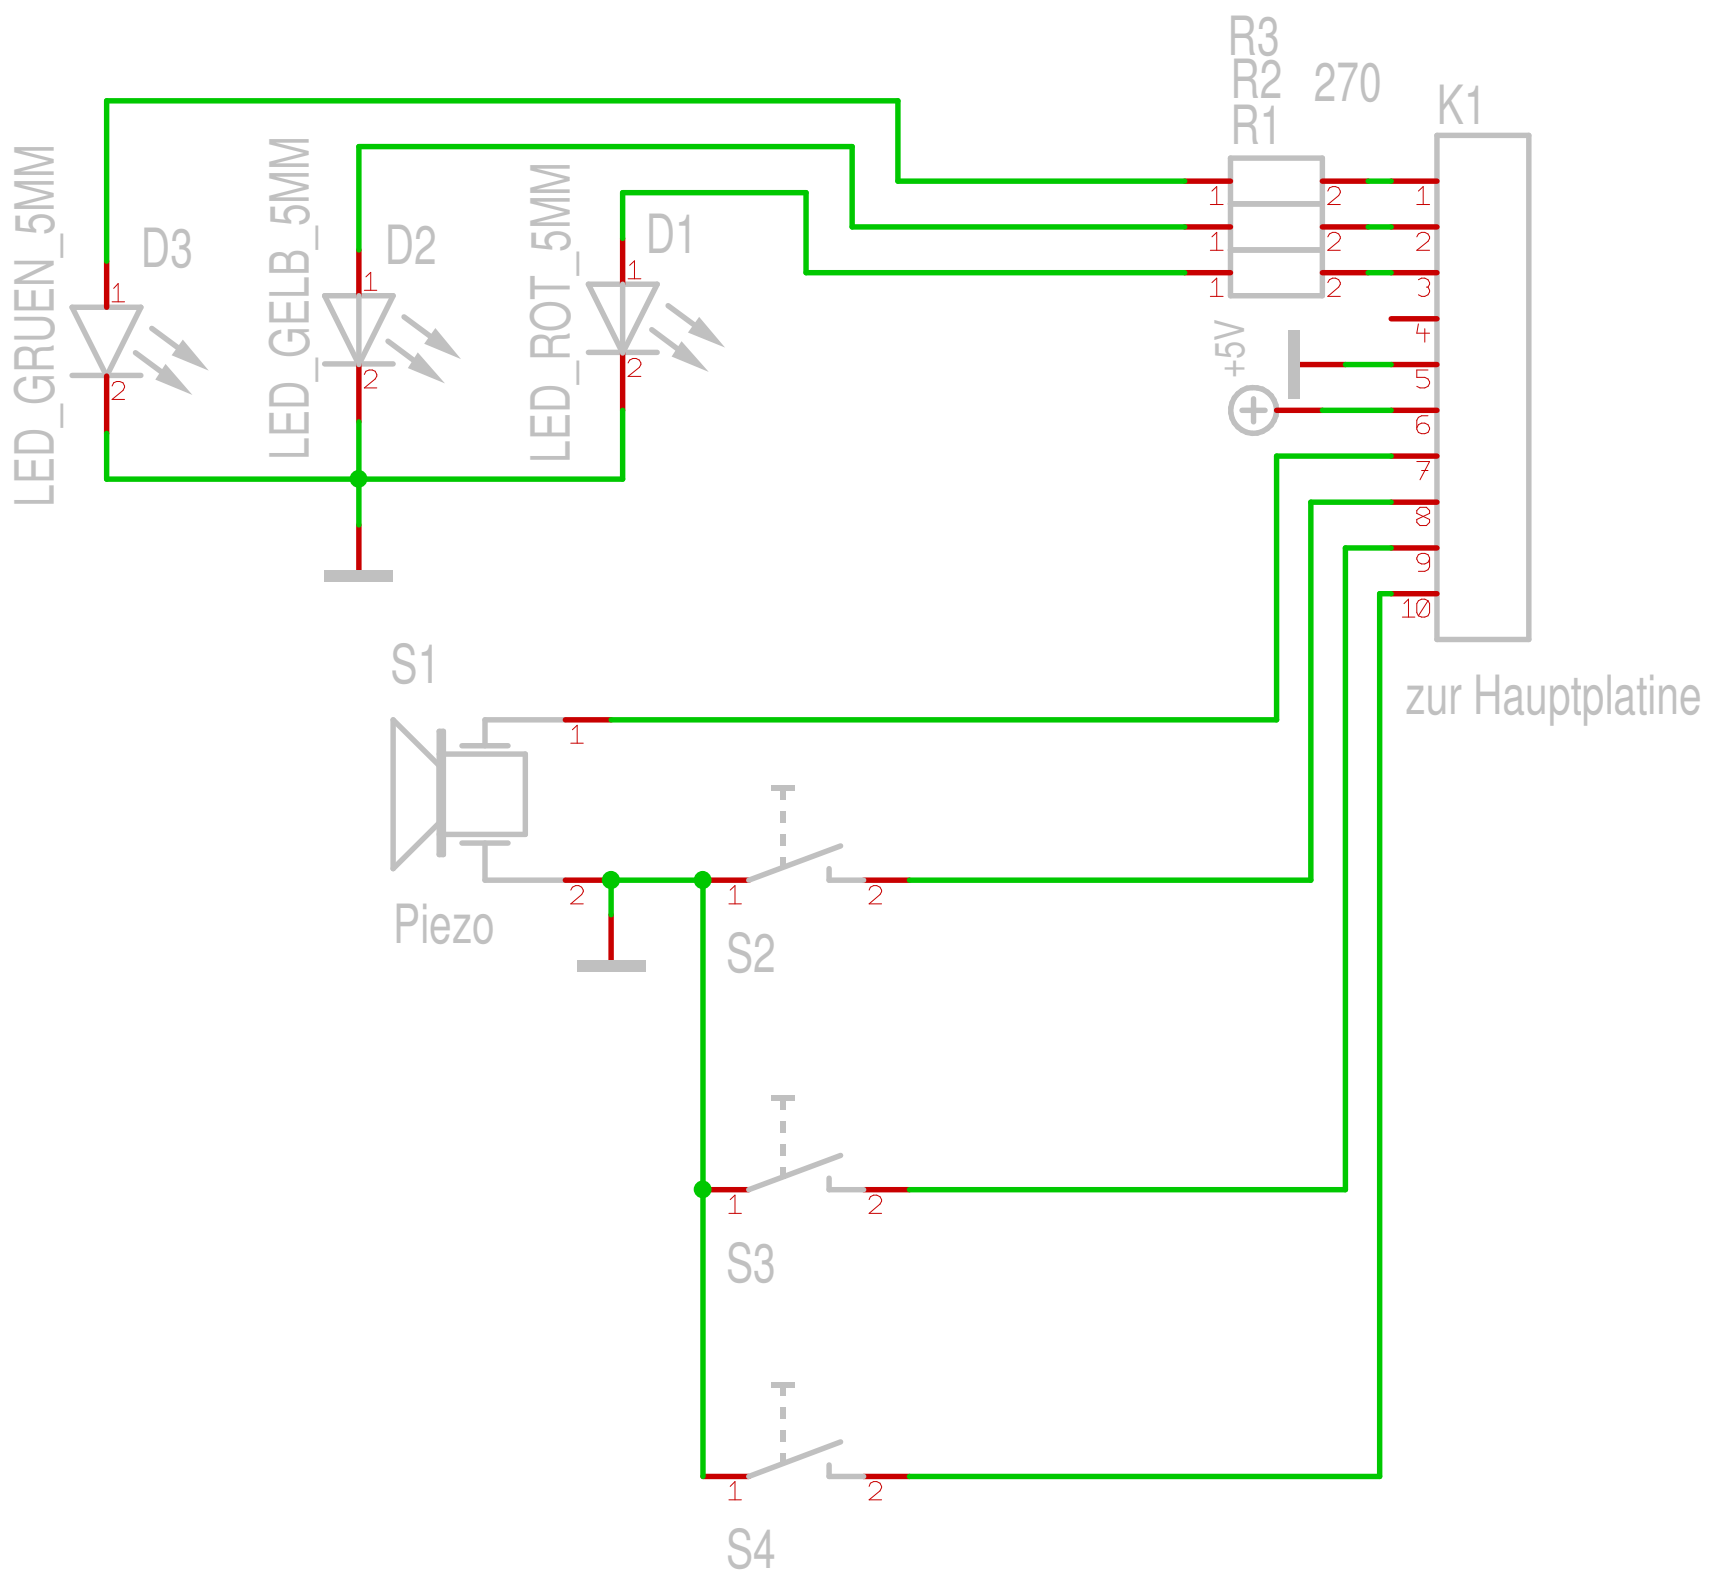 R3
R2
R1
270
K1
LED_GRUEN_5MM
D3
LED_GELB_5MM
D2
LED_ROT_5MM
D1
1
2
1
2
1
2
1
2
1
2
1
2
1
2
3
4
5
6
7
8
9
10
+5V
zur Hauptplatine
S1
1
2
Piezo
1
2
S2
1
2
S3
1
2
S4